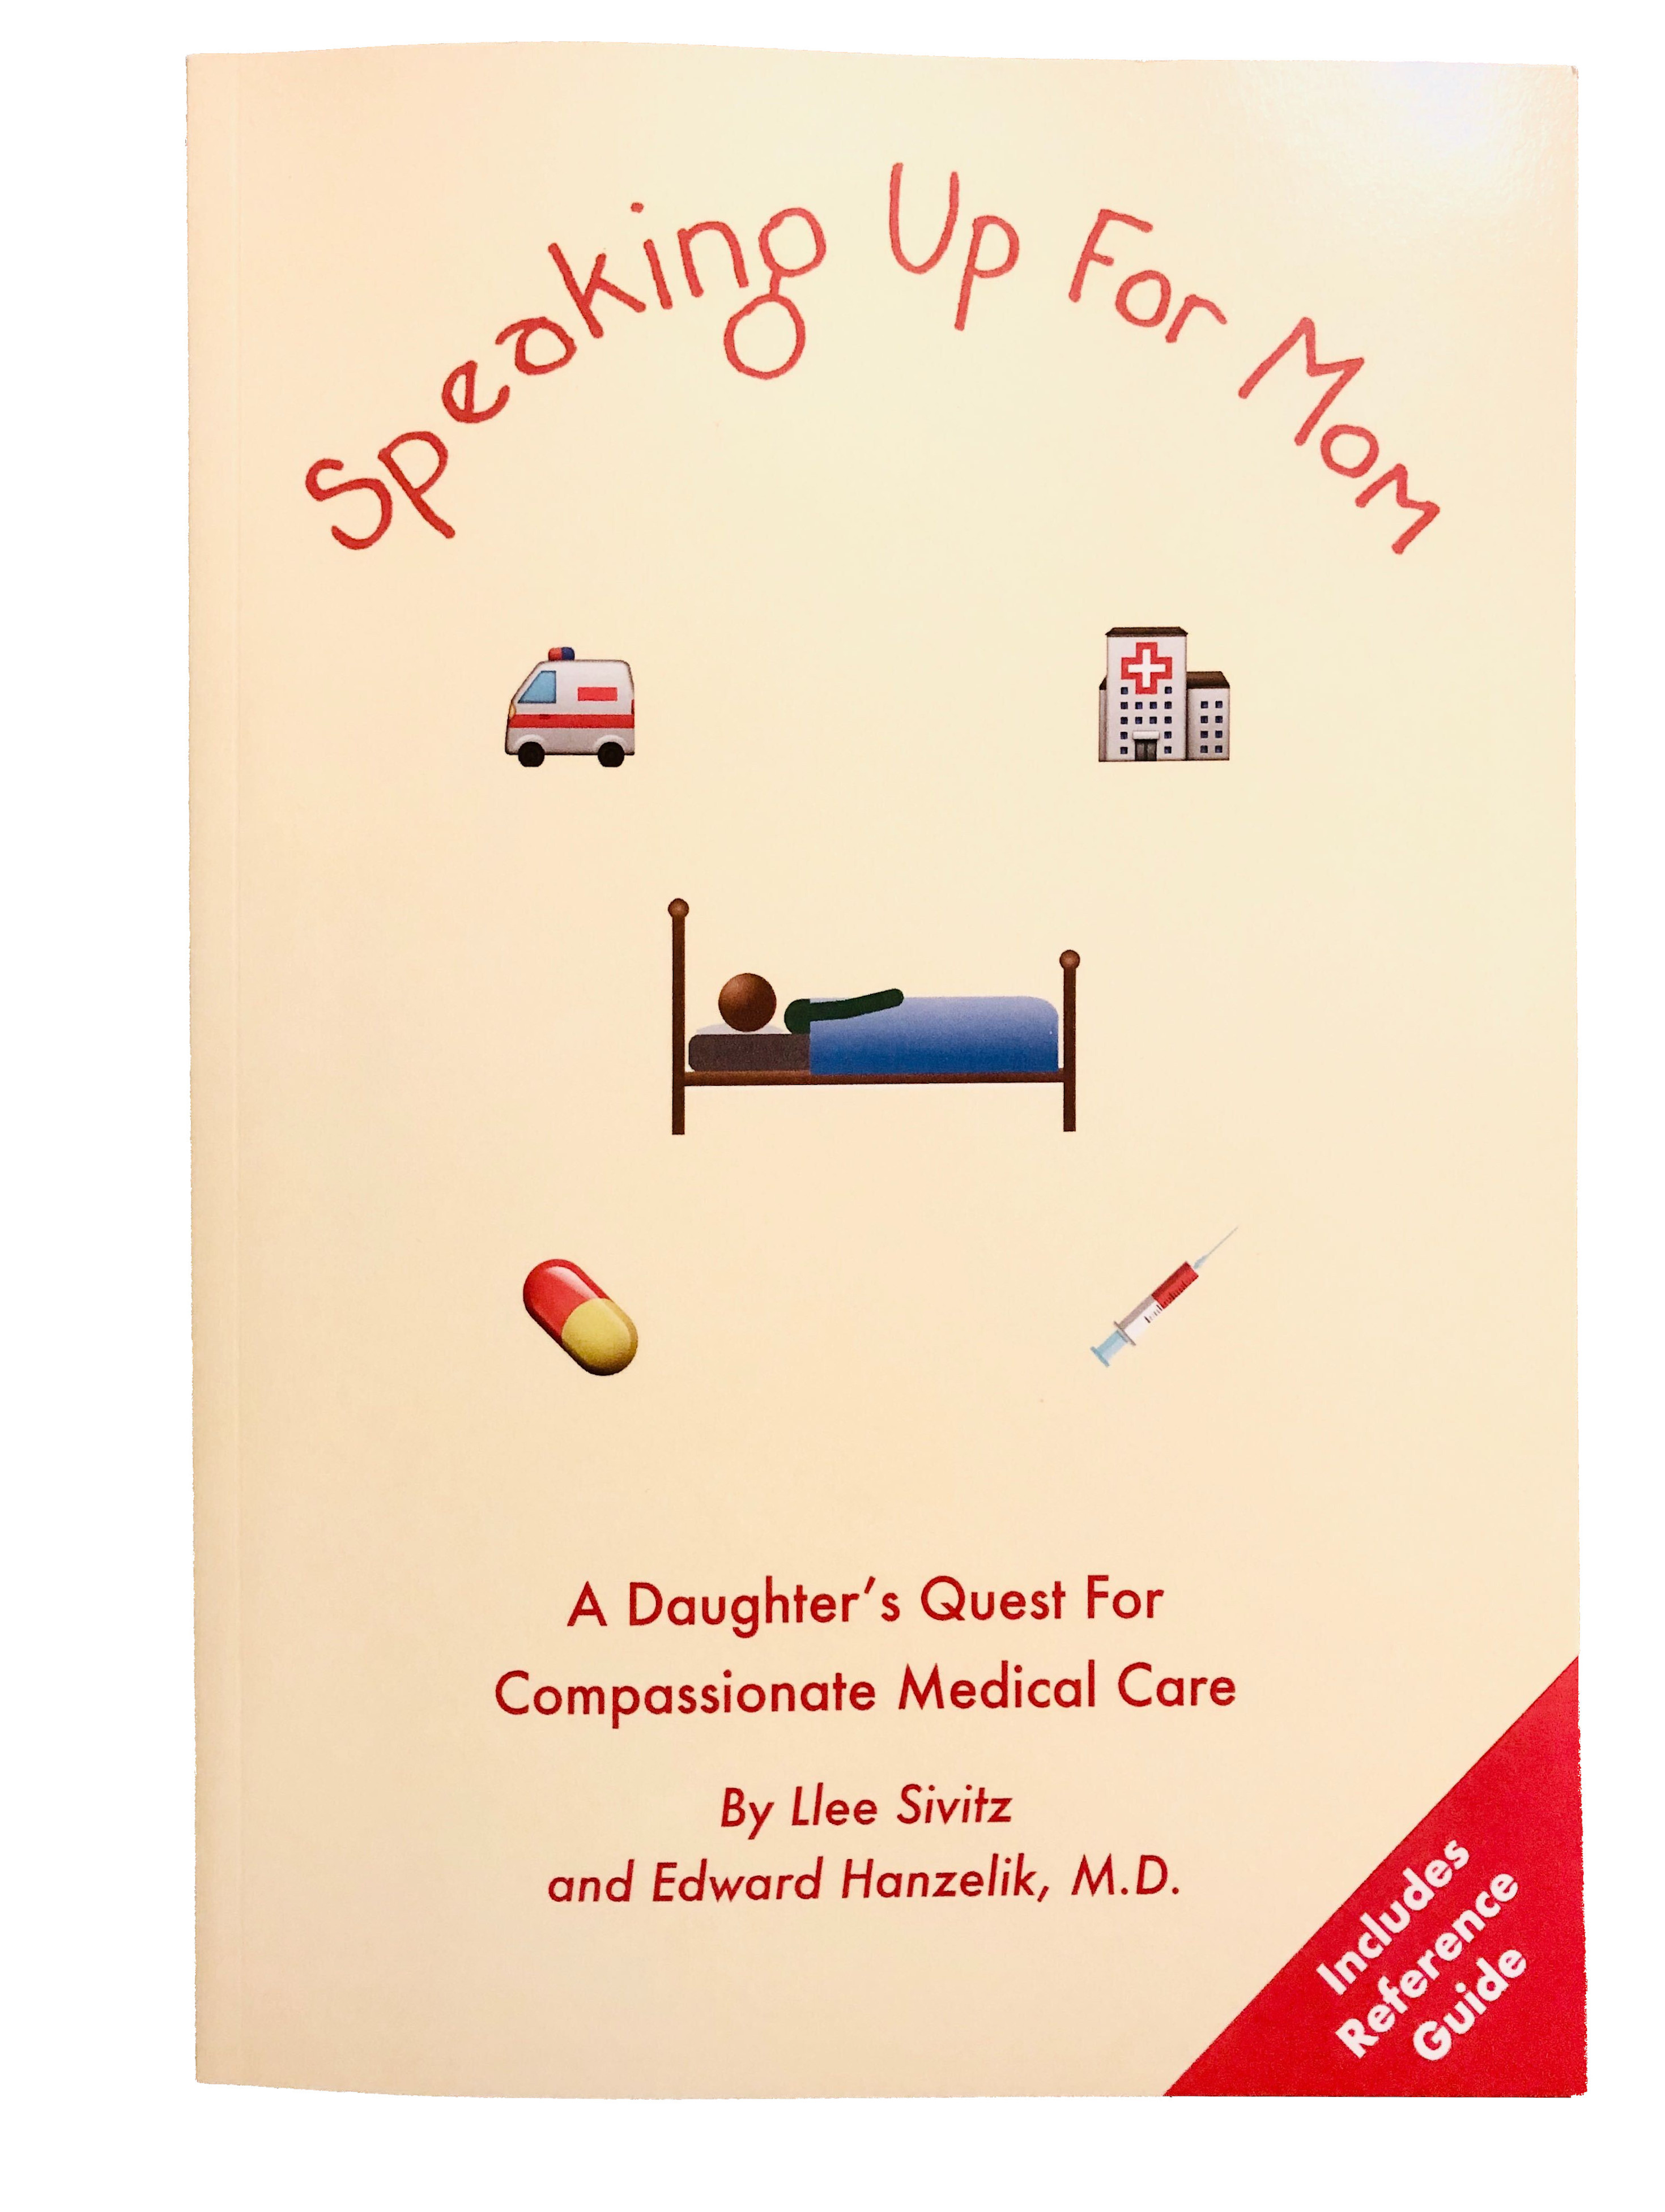 Speaking Up For Mom
A Daughter's Quest For
Compassionate Medical Care
By Llee Sivitz
and Edward Hanzelik, M.D.
Includes
Reference
Guide